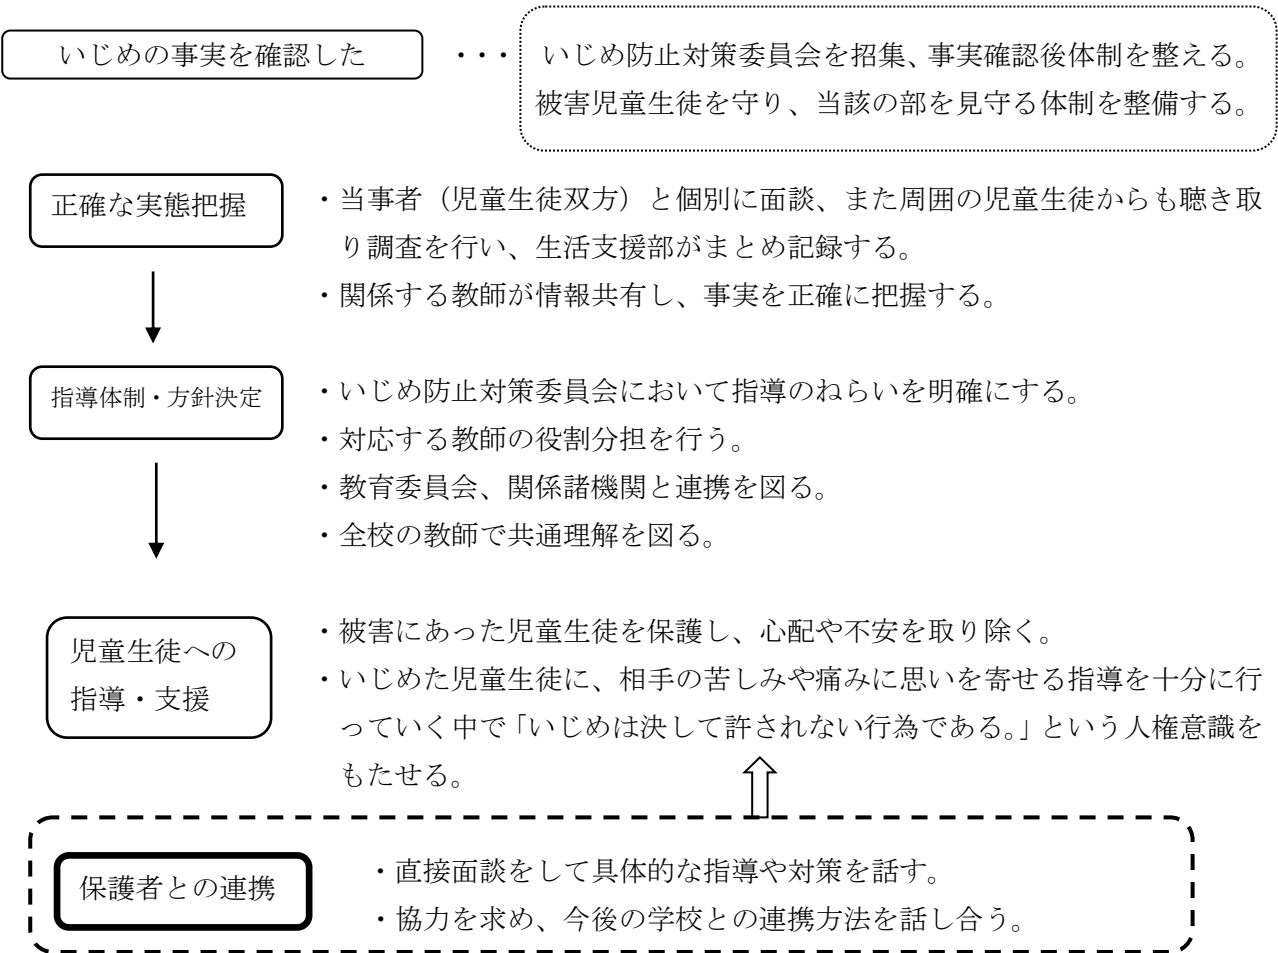 いじめの事実を確認した ・・・ いじめ防止対策委員会を招集、事実確認後体制を整える。
被害児童生徒を守り、当該の部を見守る体制を整備する。
正確な実態把握
・当事者（児童生徒双方）と個別に面談、また周囲の児童生徒からも聴き取
り調査を行い、生活支援部がまとめ記録する。
・関係する教師が情報共有し、事実を正確に把握する。
指導体制・方針決定
・いじめ防止対策委員会において指導のねらいを明確にする。
・対応する教師の役割分担を行う。
・教育委員会、関係諸機関と連携を図る。
・全校の教師で共通理解を図る。
児童生徒への
指導・支援
・被害にあった児童生徒を保護し、心配や不安を取り除く。
・いじめた児童生徒に、相手の苦しみや痛みに思いを寄せる指導を十分に行
っていく中で「いじめは決して許されない行為である。」という人権意識を
もたせる。
保護者との連携
・直接面談をして具体的な指導や対策を話す。
・協力を求め、今後の学校との連携方法を話し合う。